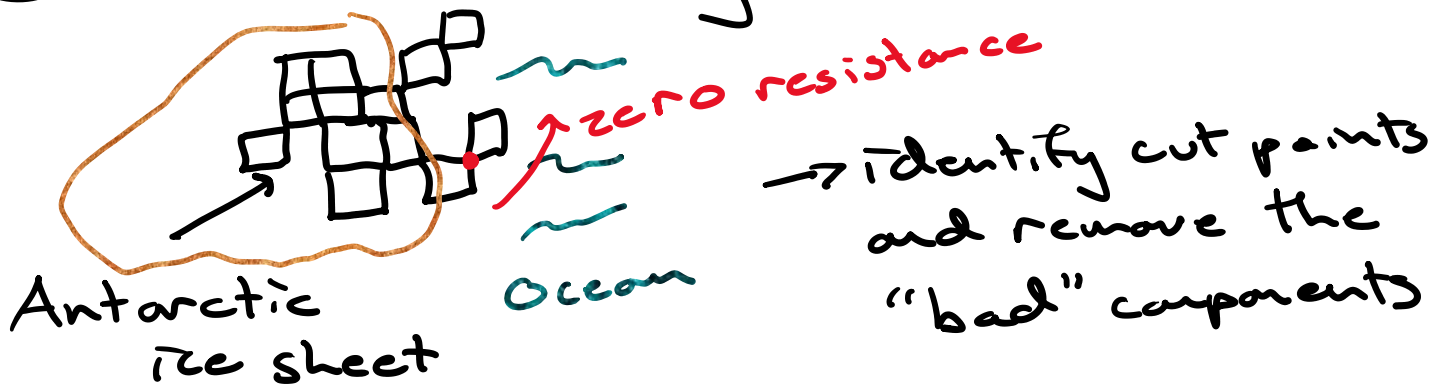 zero resistance
→ identify cut points
and remove the
"bad" components
Ocean
Antarctic
ice sheet